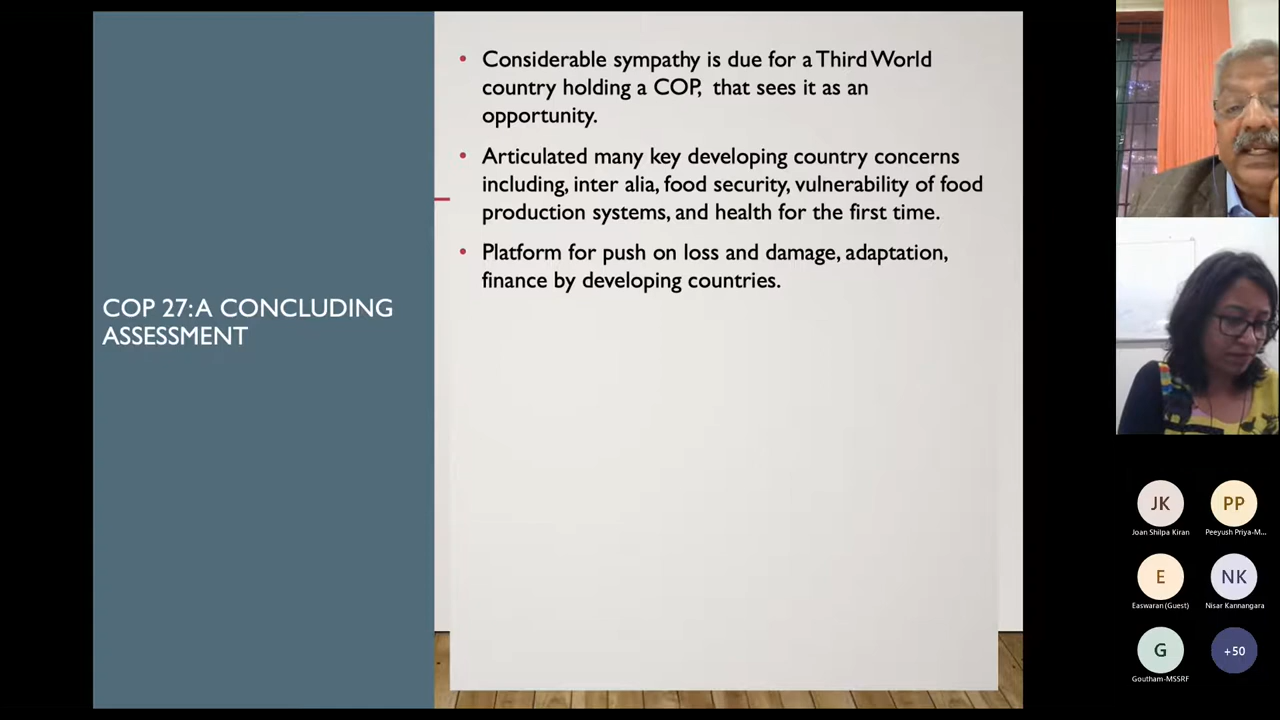 COP 27: A CONCLUDING
ASSESSMENT
• Considerable sympathy is due for a Third World
country holding a COP, that sees it as an
opportunity.
• Articulated many key developing country concerns
including, inter alia, food security, vulnerability of food
production systems, and health for the first time.
• Platform for push on loss and damage, adaptation,
finance by developing countries.
JK
PP
Joan Shilpa Kiran
Peeyush Priya-M...
E
NK
Easwaran (Guest)
Nisar Kannangara
G
+50
Goutham-MSSRF